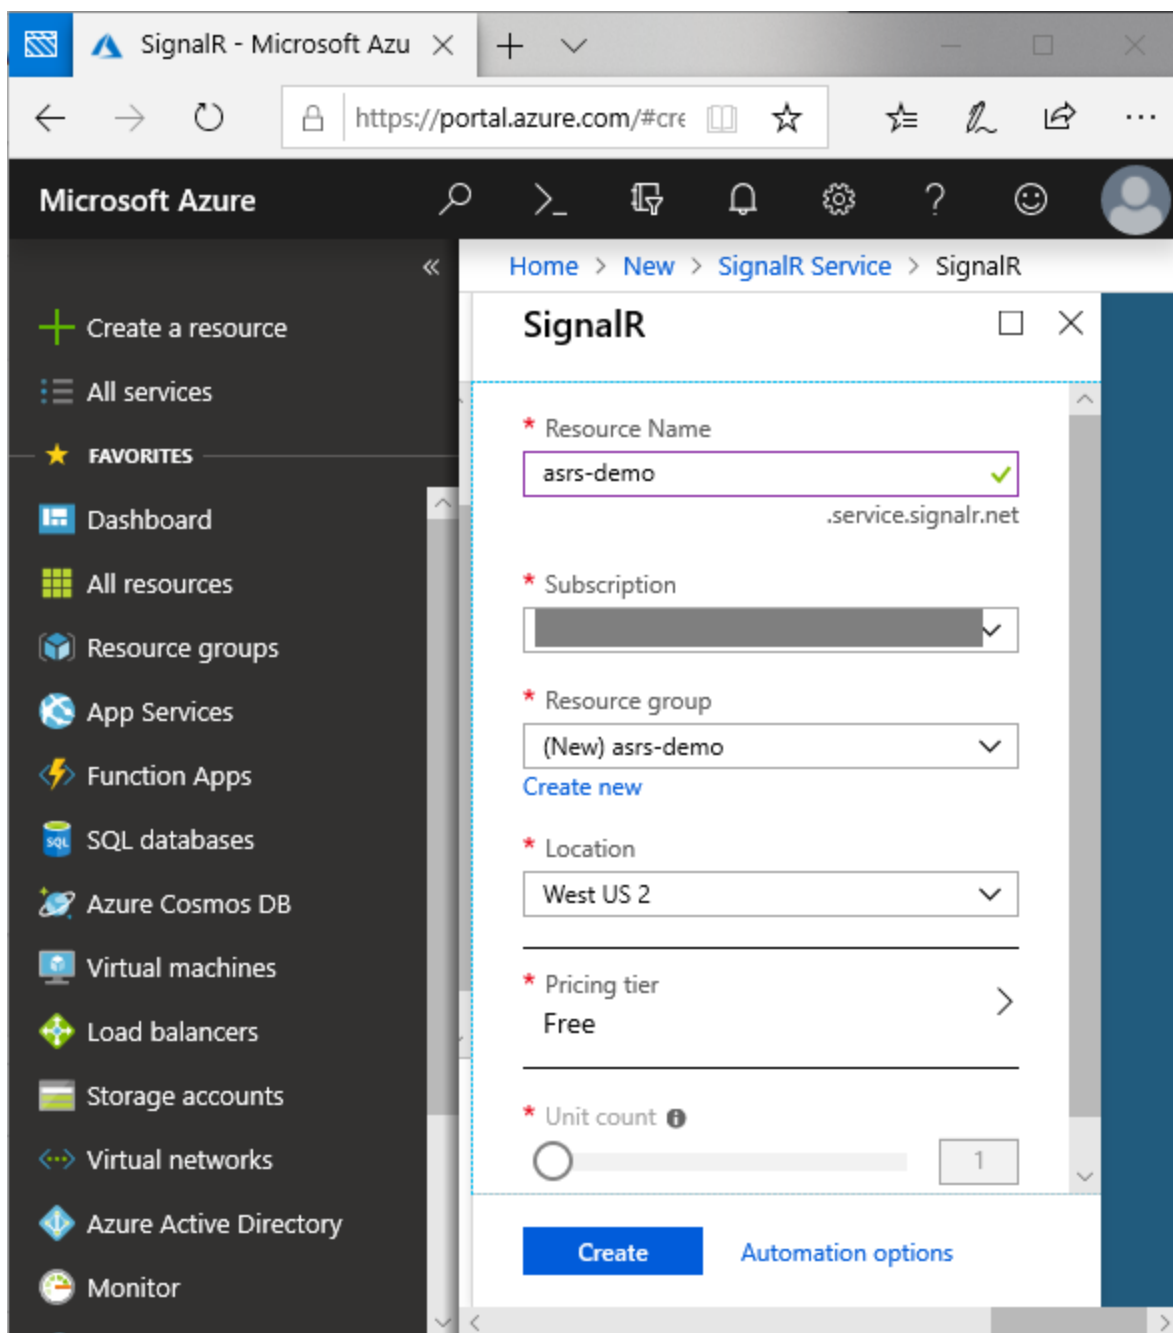 SignalR - Microsoft Azu
https://portal.azure.com/#cre
Microsoft Azure
Home > New > SignalR Service > SignalR
Create a resource
All services
FAVORITES
Dashboard
All resources
Resource groups
App Services
Function Apps
SQL databases
Azure Cosmos DB
Virtual machines
Load balancers
Storage accounts
Virtual networks
Azure Active Directory
Monitor
SignalR
* Resource Name
asrs-demo
.service.signalr.net
* Subscription
* Resource group
(New) asrs-demo
Create new
* Location
West US 2
* Pricing tier
Free
* Unit count
1
Create
Automation options